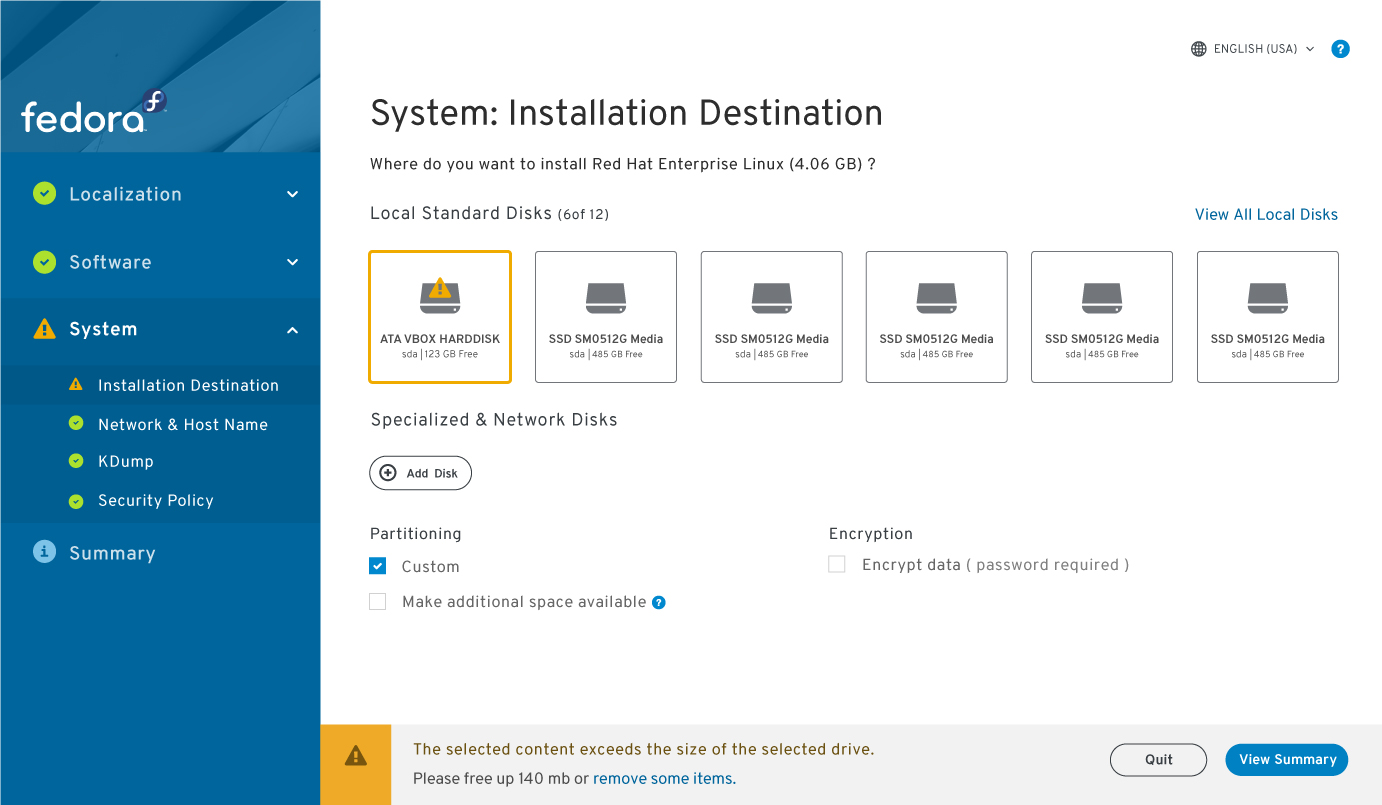 fedora
Localization
Software
System
Installation Destination
Network & Host Name
KDump
Security Policy
Summary
ENGLISH (USA)
?
System: Installation Destination
Where do you want to install Red Hat Enterprise Linux (4.06 GB) ?
Local Standard Disks (6of 12)
View All Local Disks
ATA VBOX HARDDISK
sda | 123 GB Free
SSD SM0512G Media
sda | 485 GB Free
SSD SM0512G Media
sda | 485 GB Free
SSD SM0512G Media
sda | 485 GB Free
SSD SM0512G Media
sda | 485 GB Free
SSD SM0512G Media
sda | 485 GB Free
Specialized & Network Disks
Add Disk
Partitioning
Custom
Make additional space available ?
Encryption
Encrypt data ( password required )
The selected content exceeds the size of the selected drive.
Please free up 140 mb or remove some items.
Quit
View Summary